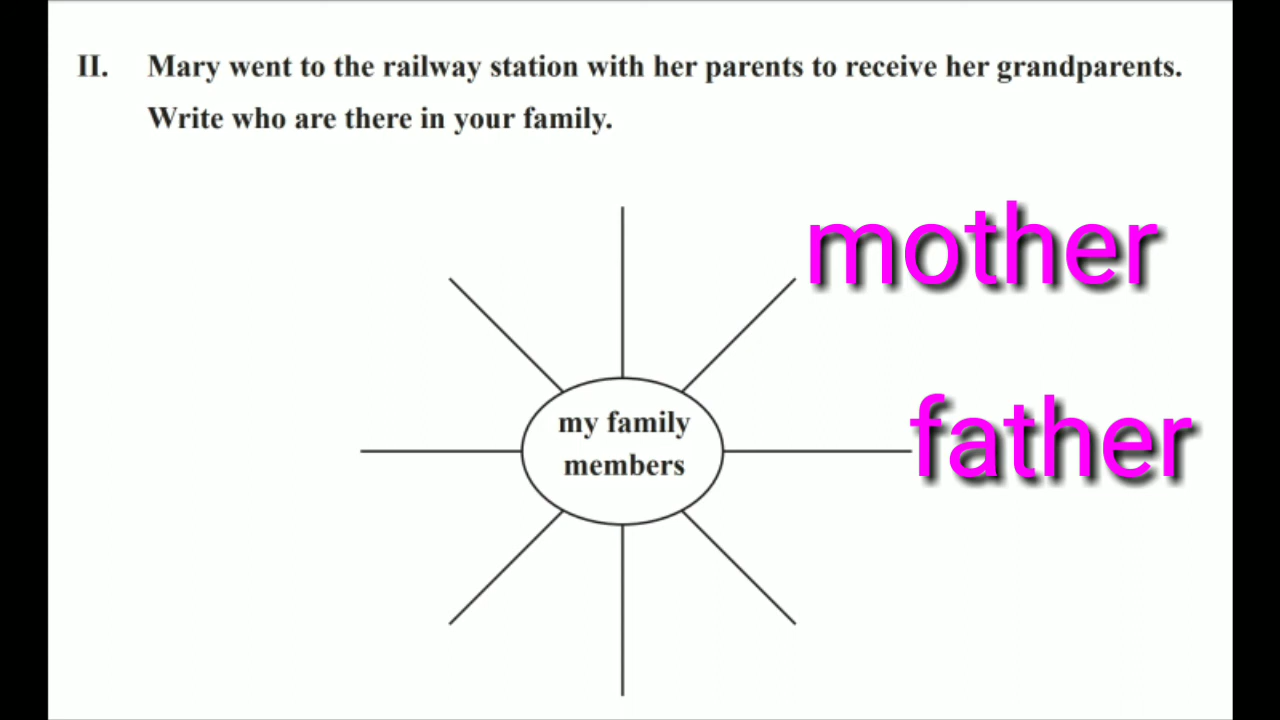 II. Mary went to the railway station with her parents to receive her grandparents.
Write who are there in your family.
mother
my family
members
father